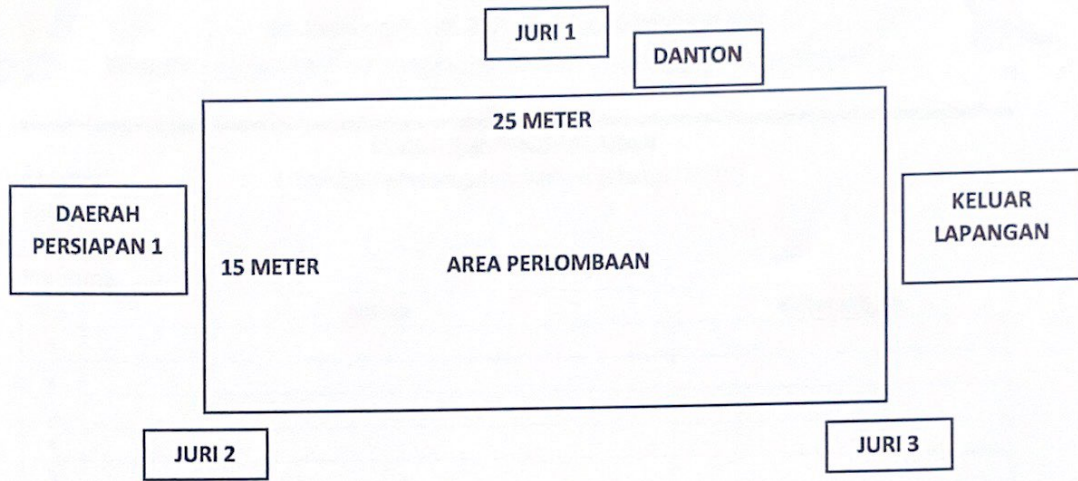 JURI 1
DANTON
25 METER
DAERAH
PERSIAPAN 1
KELUAR
LAPANGAN
15 METER
AREA PERLOMBAAN
JURI 2
JURI 3